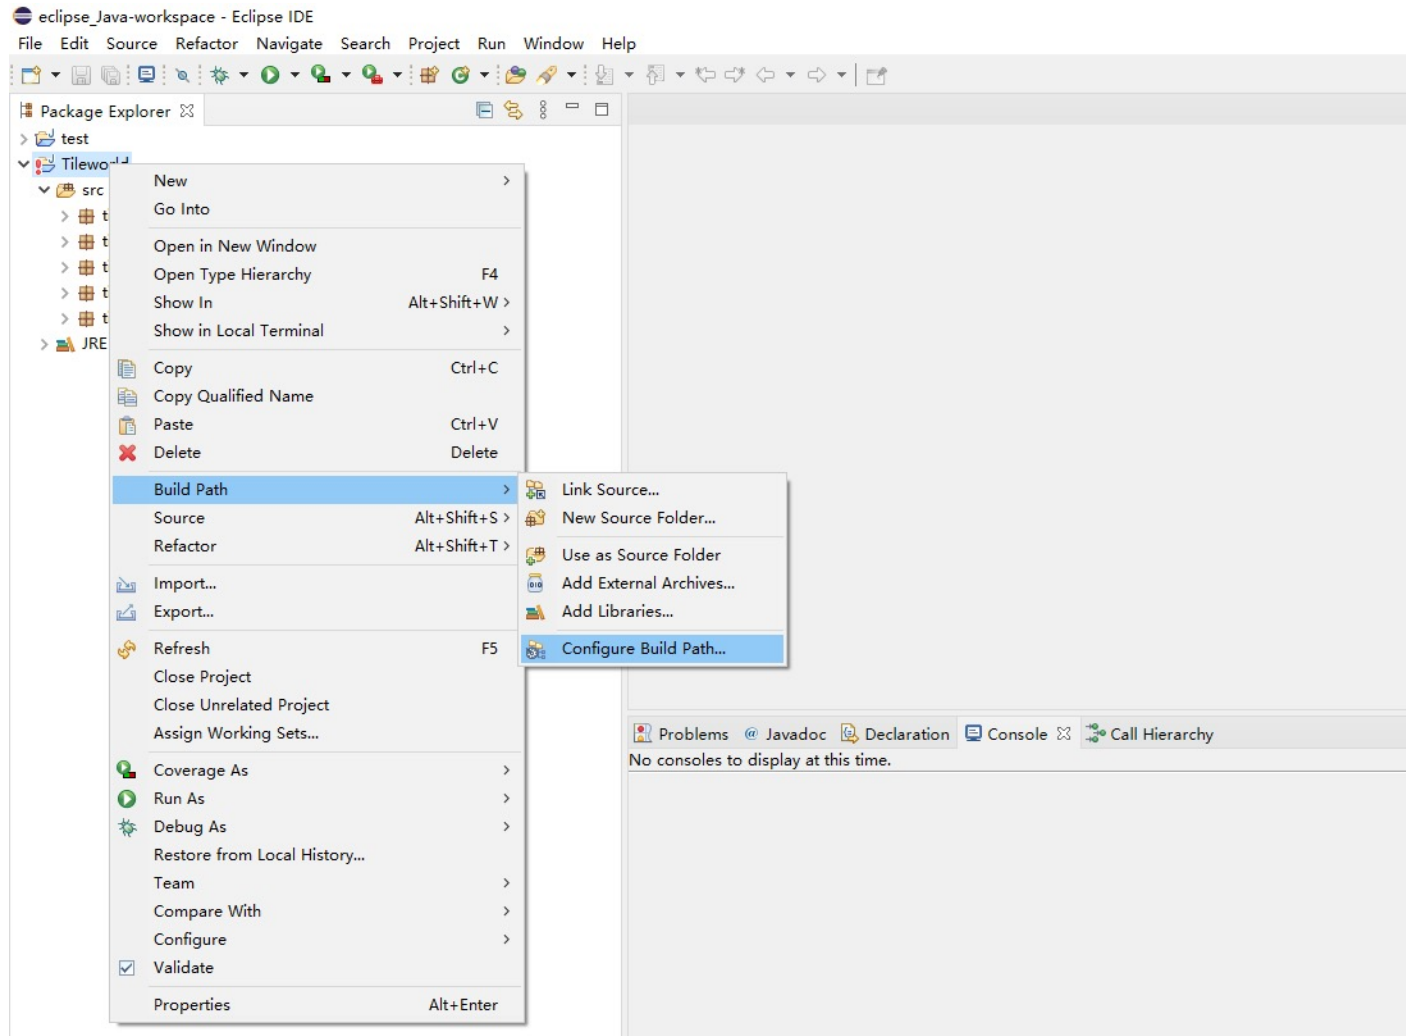 eclipse_Java-workspace - Eclipse IDE
File Edit Source Refactor Navigate Search Project Run Window Help
Package Explorer
test
Tileworld
src
t
t
t
t
t
JRE
New
Go Into
Open in New Window
Open Type Hierarchy F4
Show In Alt+Shift+W
Show in Local Terminal
Copy Ctrl+C
Copy Qualified Name
Paste Ctrl+V
Delete Delete
Build Path
Source Alt+Shift+S
Refactor Alt+Shift+T
Import...
Export...
Refresh F5
Close Project
Close Unrelated Project
Assign Working Sets...
Coverage As
Run As
Debug As
Restore from Local History...
Team
Compare With
Configure
Validate
Properties Alt+Enter
Link Source...
New Source Folder...
Use as Source Folder
Add External Archives...
Add Libraries...
Configure Build Path...
Problems @ Javadoc Declaration Console Call Hierarchy
No consoles to display at this time.